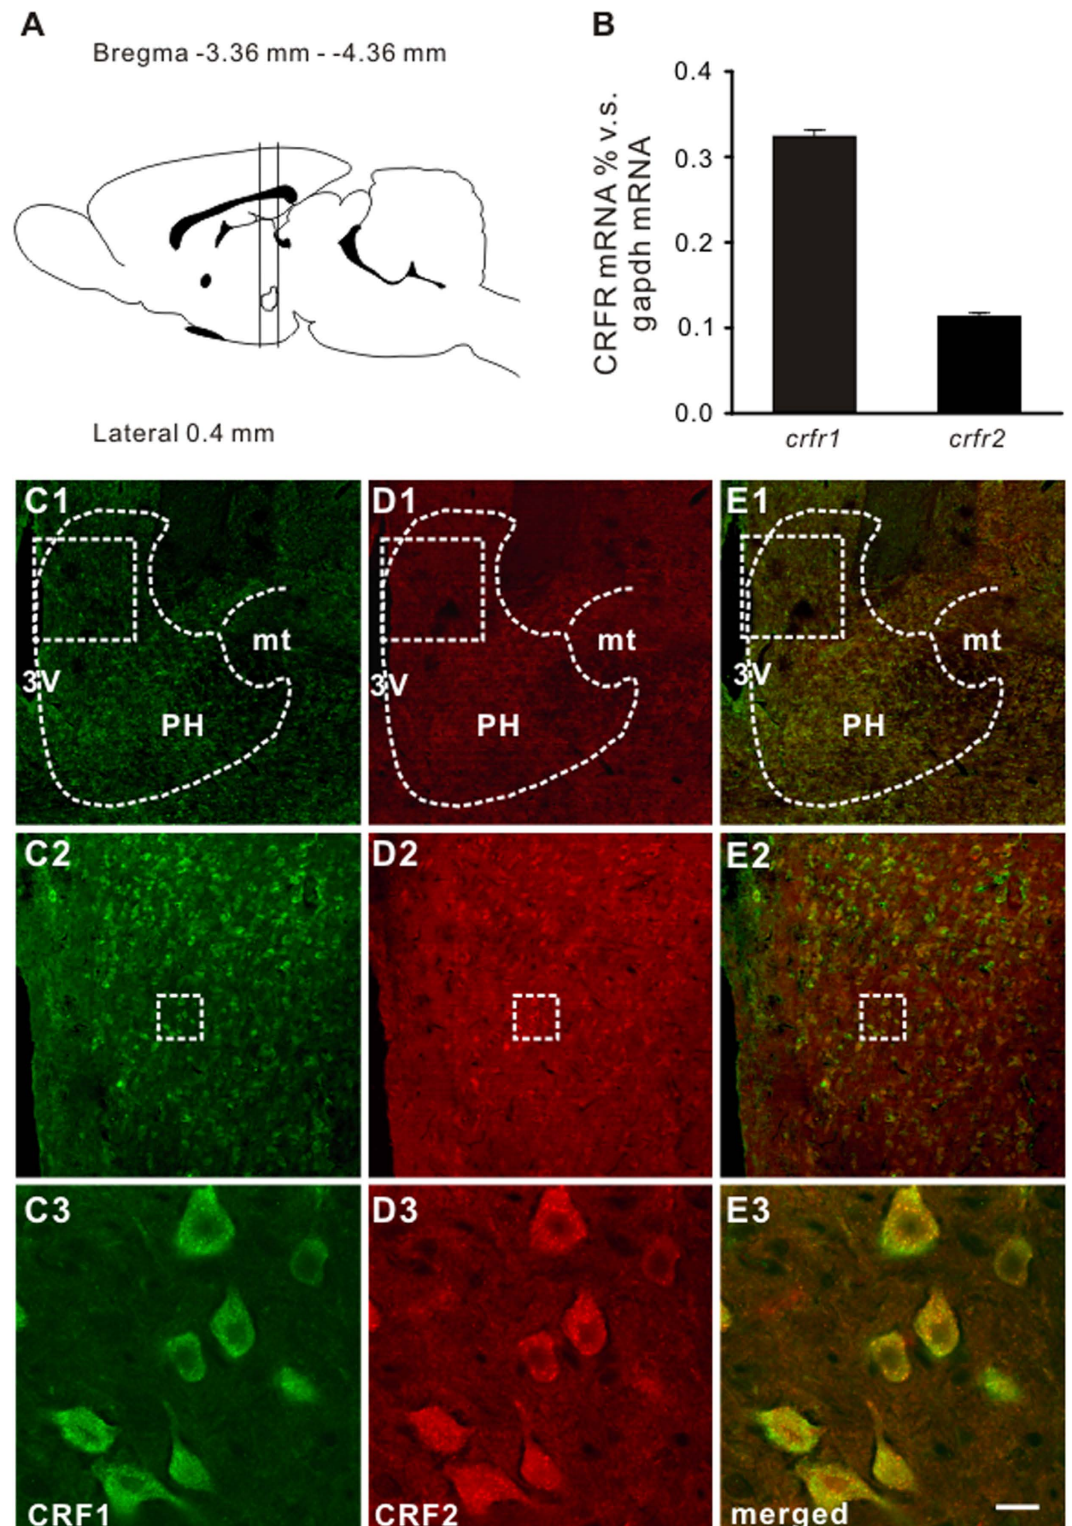 A
Bregma -3.36 mm - -4.36 mm
Lateral 0.4 mm
B
CRFR mRNA % v.s.
gapdh mRNA
0.4
0.3
0.2
0.1
0.0
crfr1 crfr2
C1 D1 E1
mt mt mt
3V 3V 3V
PH PH PH
C2 D2 E2
C3 D3 E3
CRF1 CRF2 merged